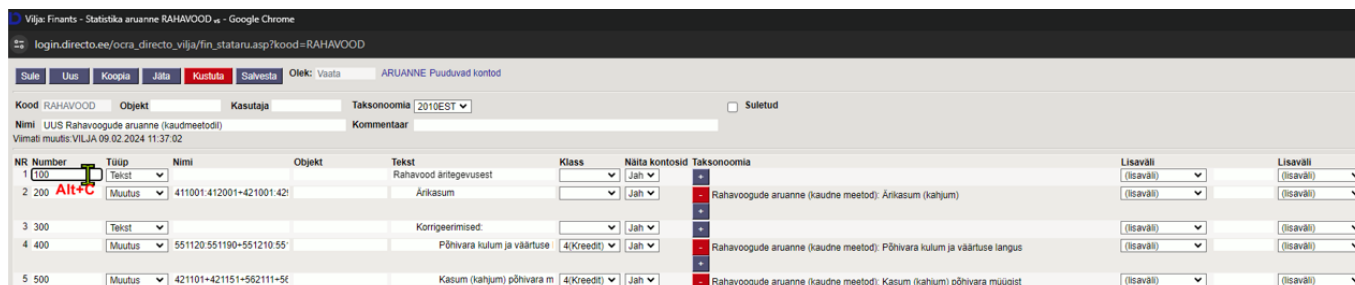 Vilja: Finants - Statistika aruanne RAHAVOOD v6 - Google Chrome
login.directo.ee/ocra_directo_vilja/fin_stataru.asp?kood=RAHAVOOD
Sule Uus Koopia Jäta Kustuta Salvesta Olek: Vaata ARUANNE Puuduvad kontod
Kood RAHAVOOD Objekt Kasutaja Taksonoomia 2010EST Suletud
Nimi UUS Rahavoogude aruanne (kaudmeetodil) Kommentaar
Viimati muutis:VILJA 09.02.2024 11:37:02
NR Number Tüüp Nimi Objekt Tekst Klass Näita kontosid Taksonoomia Lisaväli Lisaväli
1 100 Tekst Rahavood äritegevusest Jah + (lisaväli) (lisaväli)
Alt+C
2 200 Muutus 411001:412001+421001:42 Ärikasum Jah - Rahavoogude aruanne (kaudne meetod): Ärikasum (kahjum) (lisaväli) (lisaväli)
+
3 300 Tekst Korrigeerimised: Jah + (lisaväli) (lisaväli)
4 400 Muutus 551120:551190+551210:55 Põhivara kulum ja väärtuse 4(Kreedit) Jah - Rahavoogude aruanne (kaudne meetod): Põhivara kulum ja väärtuse langus (lisaväli) (lisaväli)
+
5 500 Muutus 421101+421151+562111+56 Kasum (kahjum) põhivara m 4(Kreedit) Jah - Rahavoogude aruanne (kaudne meetod): Kasum (kahjum) põhivara müügist (lisaväli) (lisaväli)